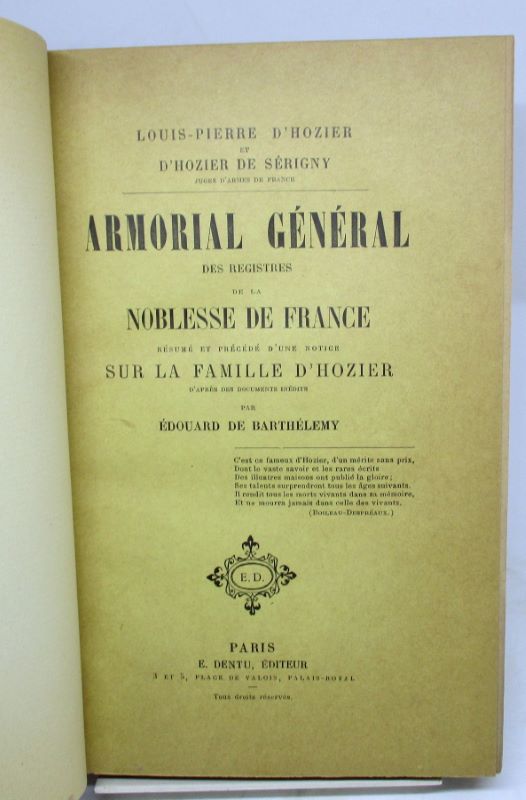 LOUIS-PIERRE D'HOZIER
ET
D'HOZIER DE SÉRIGNY
JUGES D'ARMES DE FRANCE
ARMORIAL GÉNÉRAL
DES REGISTRES
DE LA
NOBLESSE DE FRANCE
RÉSUMÉ ET PRÉCÉDÉ D'UNE NOTICE
SUR LA FAMILLE D'HOZIER
D'APRÈS DES DOCUMENTS INÉDITS
PAR
ÉDOUARD DE BARTHÉLEMY
C'est ce fameux d'Hozier, d'un mérite sans prix,
Dont le vaste savoir et les rares écrits
Des illustres maisons ont publié la gloire;
Ses talents surprendront tous les âges suivants.
Il rendit tous les morts vivants dans sa mémoire,
Et ne mourra jamais dans celle des vivants.
(BOILEAU-DESPRÉAUX.)
E. D.
PARIS
E. DENTU, ÉDITEUR
3 ET 5, PLACE DE VALOIS, PALAIS-ROYAL
Tous droits réservés.